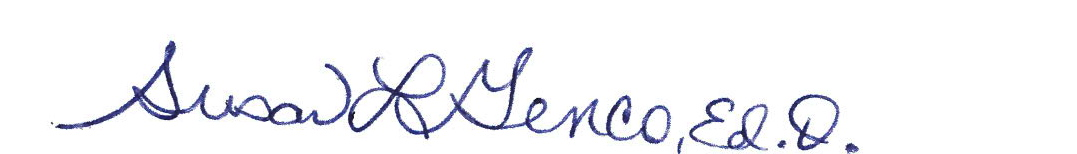 Susan L Genco, Ed.D.